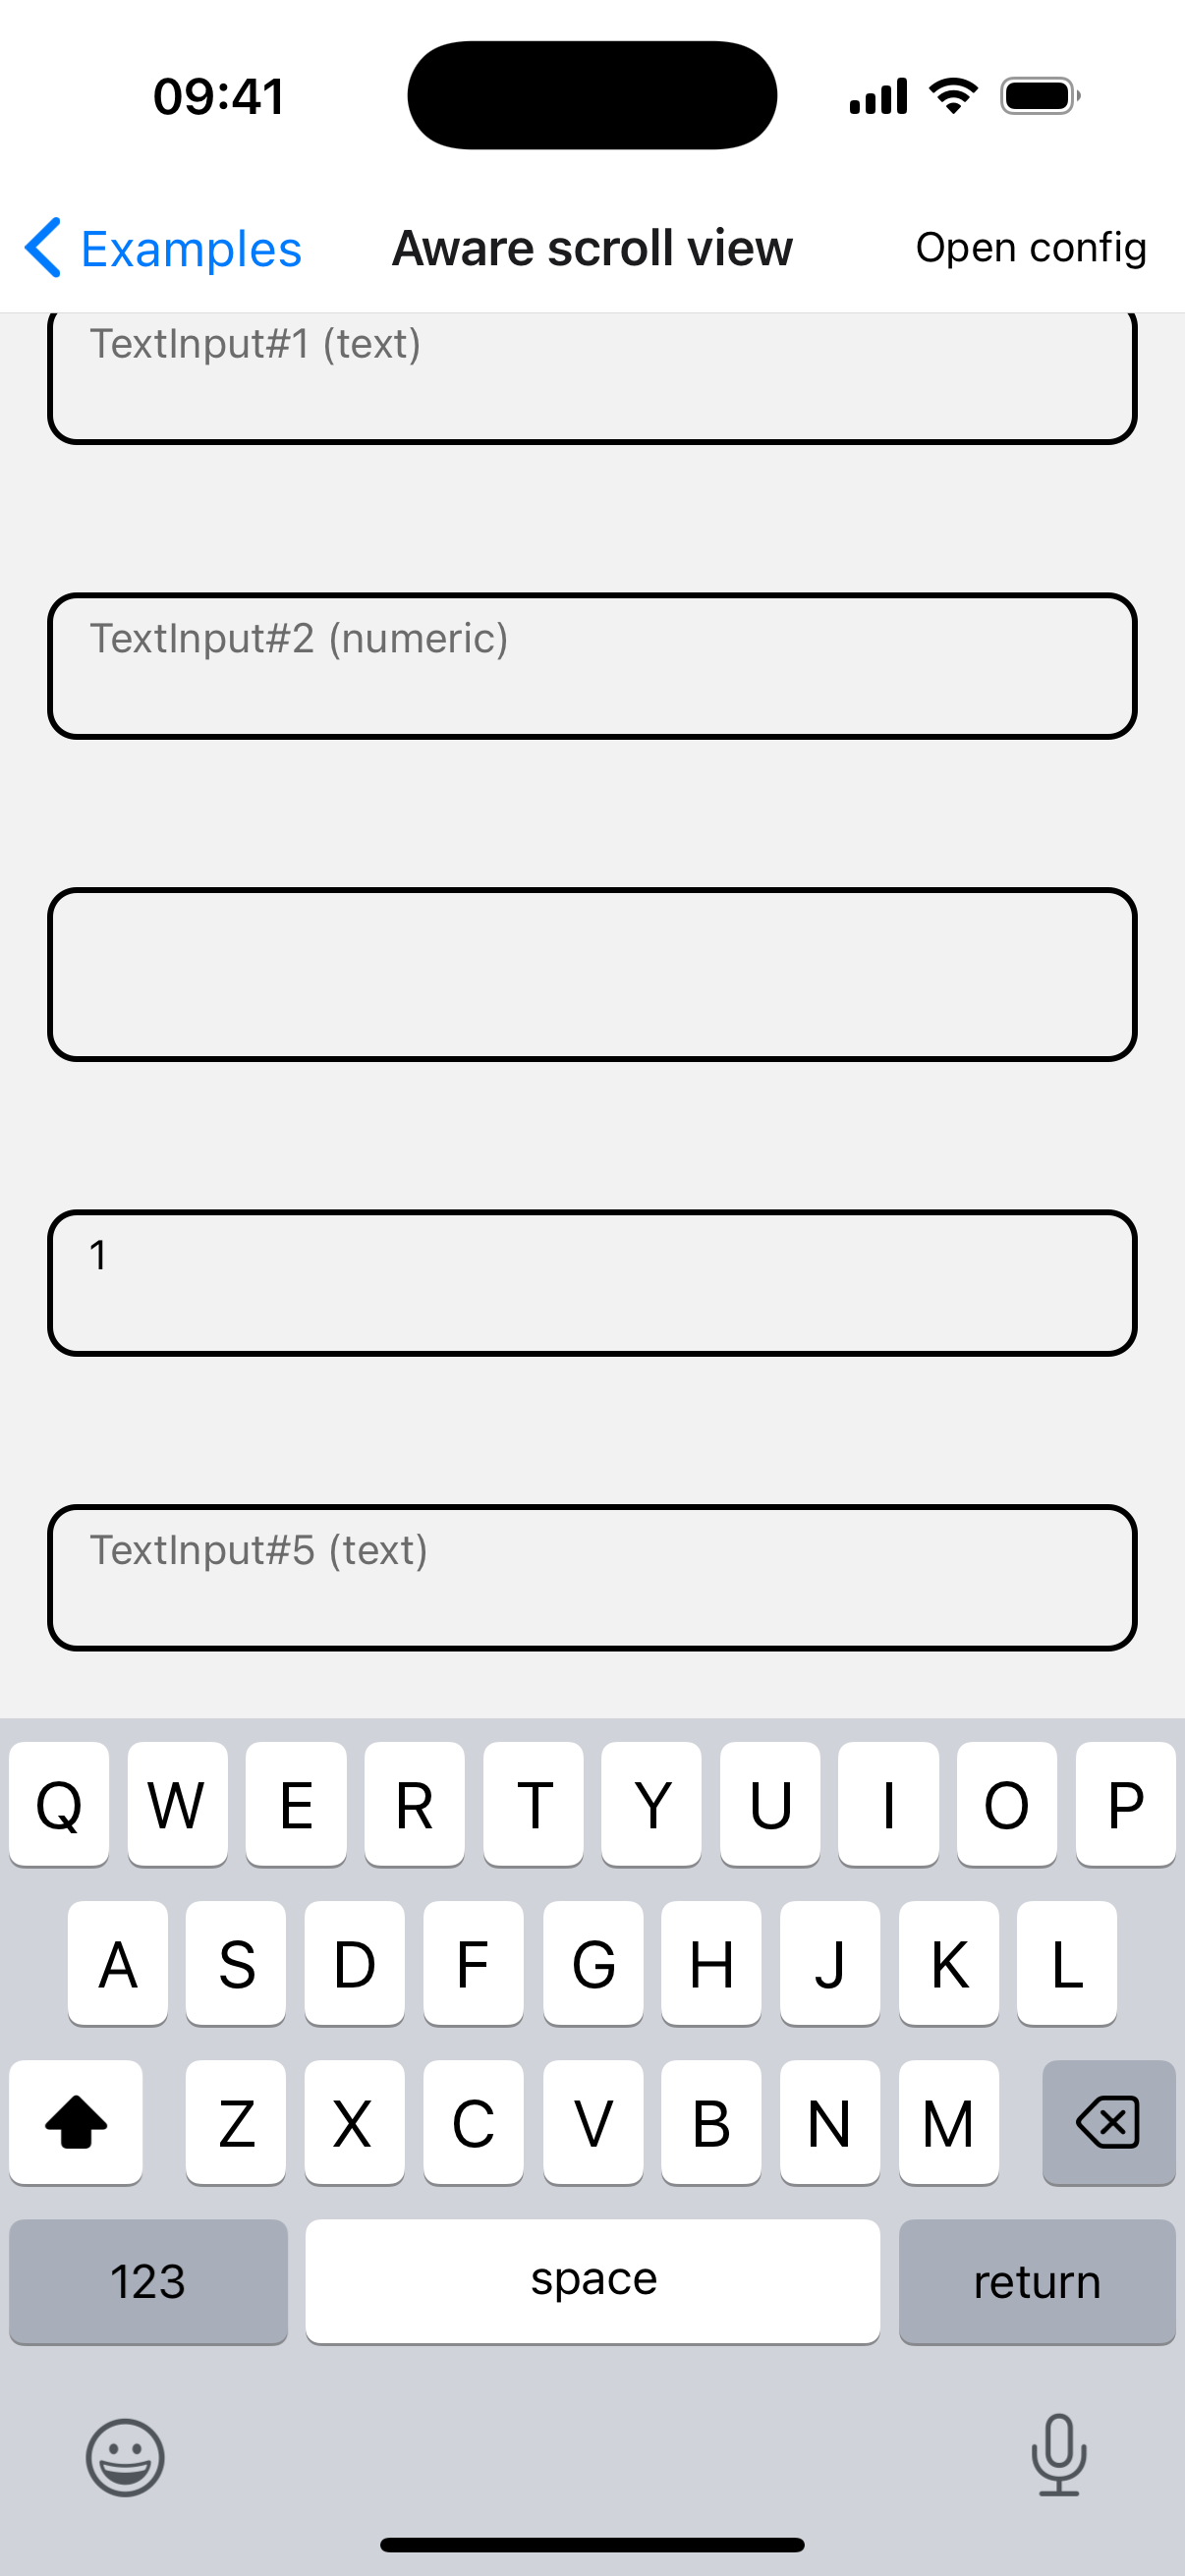 09:41
Examples Aware scroll view Open config
TextInput#1 (text)
TextInput#2 (numeric)
1
TextInput#5 (text)
Q W E R T Y U I O P
A S D F G H J K L
Z X C V B N M
123 space return